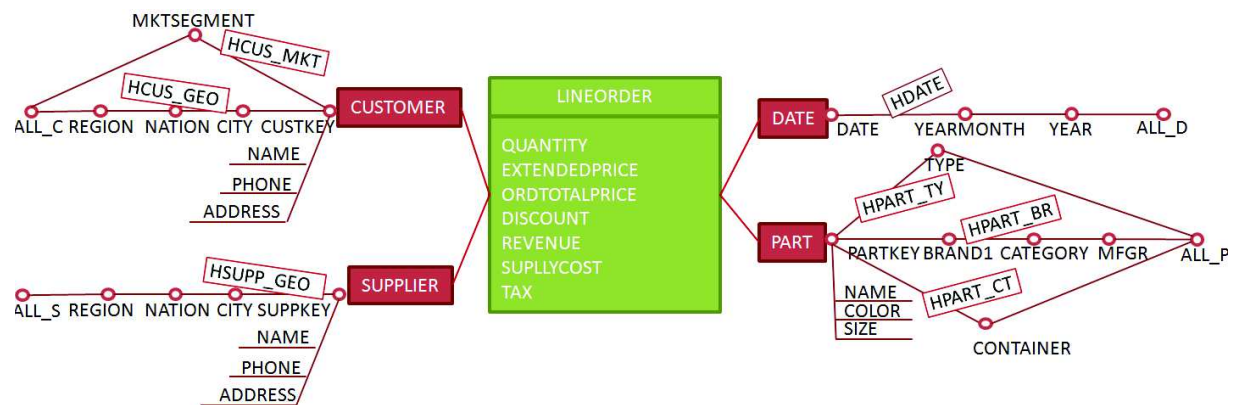 MKTSEGMENT
HCUS_MKT
HCUS_GEO
ALL_C REGION NATION CITY CUSTKEY
NAME
PHONE
ADDRESS
CUSTOMER
ALL_S REGION NATION CITY SUPPKEY
HSUPP_GEO
NAME
PHONE
ADDRESS
SUPPLIER
LINEORDER
QUANTITY
EXTENDEDPRICE
ORDTOTALPRICE
DISCOUNT
REVENUE
SUPLLYCOST
TAX
DATE
HDATE
DATE YEARMONTH YEAR ALL_D
PART
TYPE
HPART_TY
HPART_BR
PARTKEY BRAND1 CATEGORY MFGR ALL_P
HPART_CT
NAME
COLOR
SIZE
CONTAINER